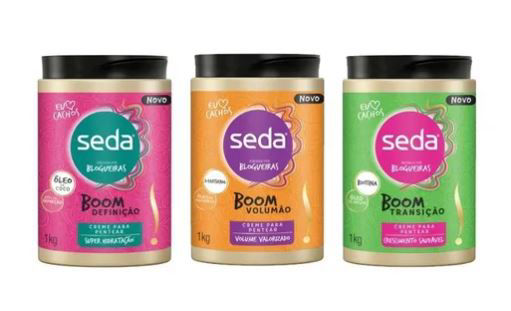 EU ♥
CACHOS
NOVO
seda
BLOGUEIRAS
ÓLEO
DE
COCO
BOOM
DEFINIÇÃO
CREME PARA
PENTEAR
SUPER HIDRATAÇÃO
1kg
EU ♥
CACHOS
NOVO
seda
BLOGUEIRAS
BOOM
VOLUMÃO
CREME PARA
PENTEAR
VOLUME VALORIZADO
1kg
EU ♥
CACHOS
NOVO
seda
BLOGUEIRAS
BIOTINA
BOOM
TRANSIÇÃO
CREME PARA
PENTEAR
CRESCIMENTO SAUDÁVEL
1kg